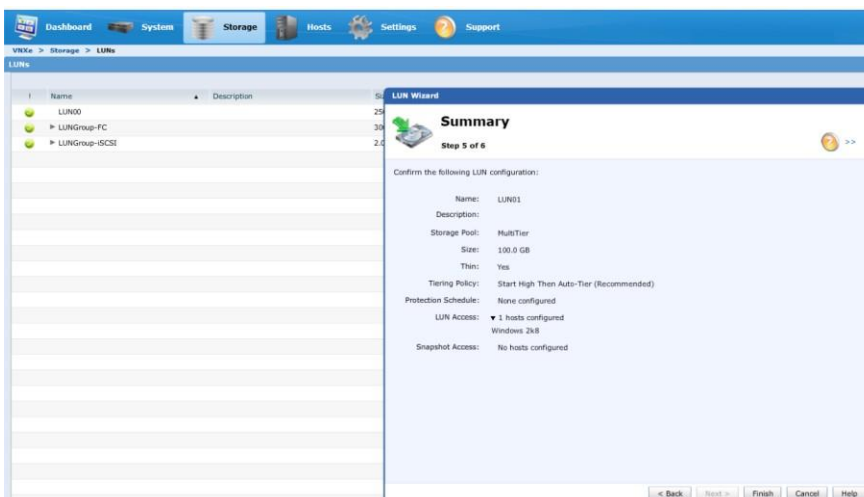 Dashboard System Storage Hosts Settings Support
VNXe > Storage > LUNs
LUNs
! Name Description
LUN00
LUNGroup-FC
LUNGroup-iSCSI
LUN Wizard
Summary
Step 5 of 6
>>
Confirm the following LUN configuration:
Name: LUN01
Description:
Storage Pool: MultiTier
Size: 100.0 GB
Thin: Yes
Tiering Policy: Start High Then Auto-Tier (Recommended)
Protection Schedule: None configured
LUN Access: ▼ 1 hosts configured
Windows 2k8
Snapshot Access: No hosts configured
< Back Next > Finish Cancel Help